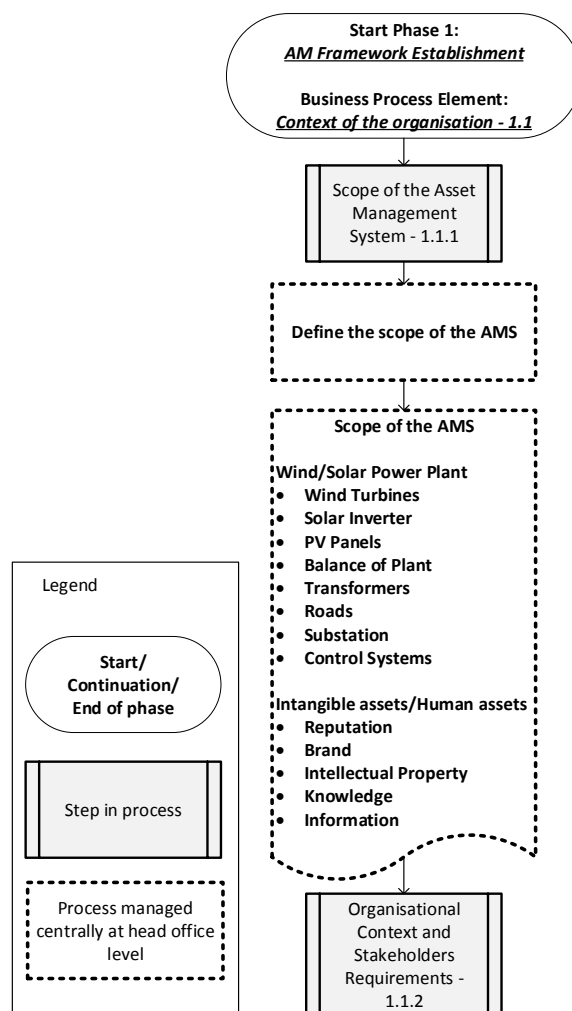 Start Phase 1:
AM Framework Establishment
Business Process Element:
Context of the organisation - 1.1
Scope of the Asset
Management
System - 1.1.1
Define the scope of the AMS
Scope of the AMS
Wind/Solar Power Plant
• Wind Turbines
• Solar Inverter
• PV Panels
• Balance of Plant
• Transformers
• Roads
• Substation
• Control Systems
Intangible assets/Human assets
• Reputation
• Brand
• Intellectual Property
• Knowledge
• Information
Organisational
Context and
Stakeholders
Requirements -
1.1.2
Legend
Start/
Continuation/
End of phase
Step in process
Process managed
centrally at head office
level